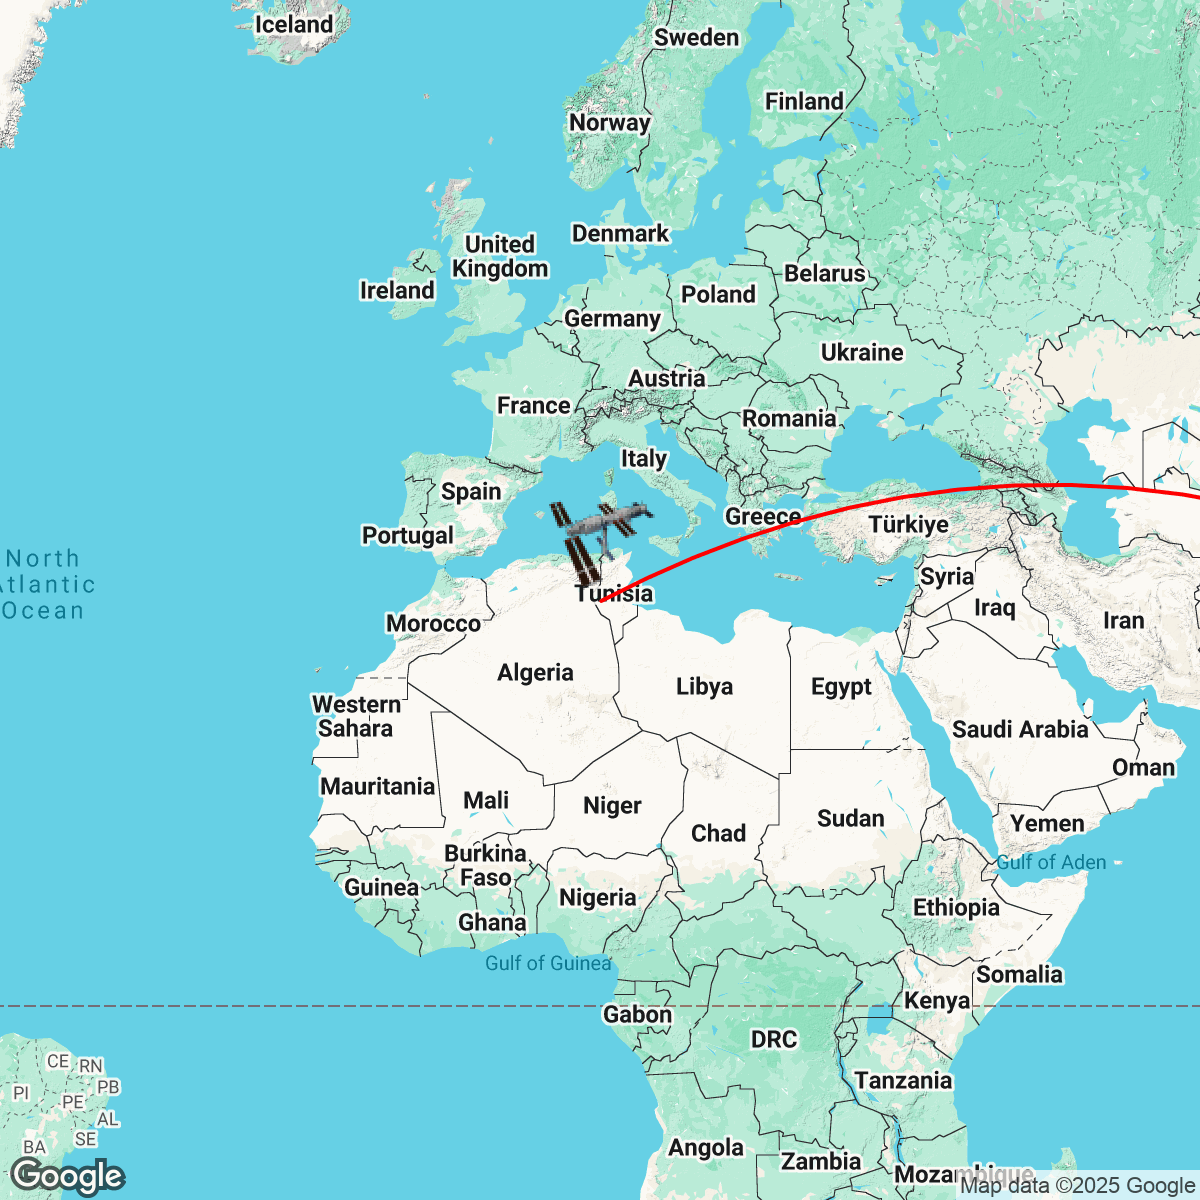 Iceland
Sweden
Finland
Norway
Denmark
United
Kingdom
Ireland
Belarus
Poland
Germany
Ukraine
Austria
France
Romania
Italy
Spain
Portugal
Greece
Türkiye
North
Atlantic
Ocean
Syria
Tunisia
Iraq
Iran
Morocco
Algeria
Libya
Egypt
Western
Sahara
Saudi Arabia
Oman
Mauritania
Mali
Niger
Chad
Sudan
Yemen
Burkina
Faso
Gulf of Aden
Guinea
Nigeria
Ghana
Ethiopia
Gulf of Guinea
Somalia
Kenya
Gabon
DRC
CE
RN
PI
PB
PE
AL
SE
BA
Tanzania
Angola
Zambia
Mozambique
Google
Map data ©2025 Google